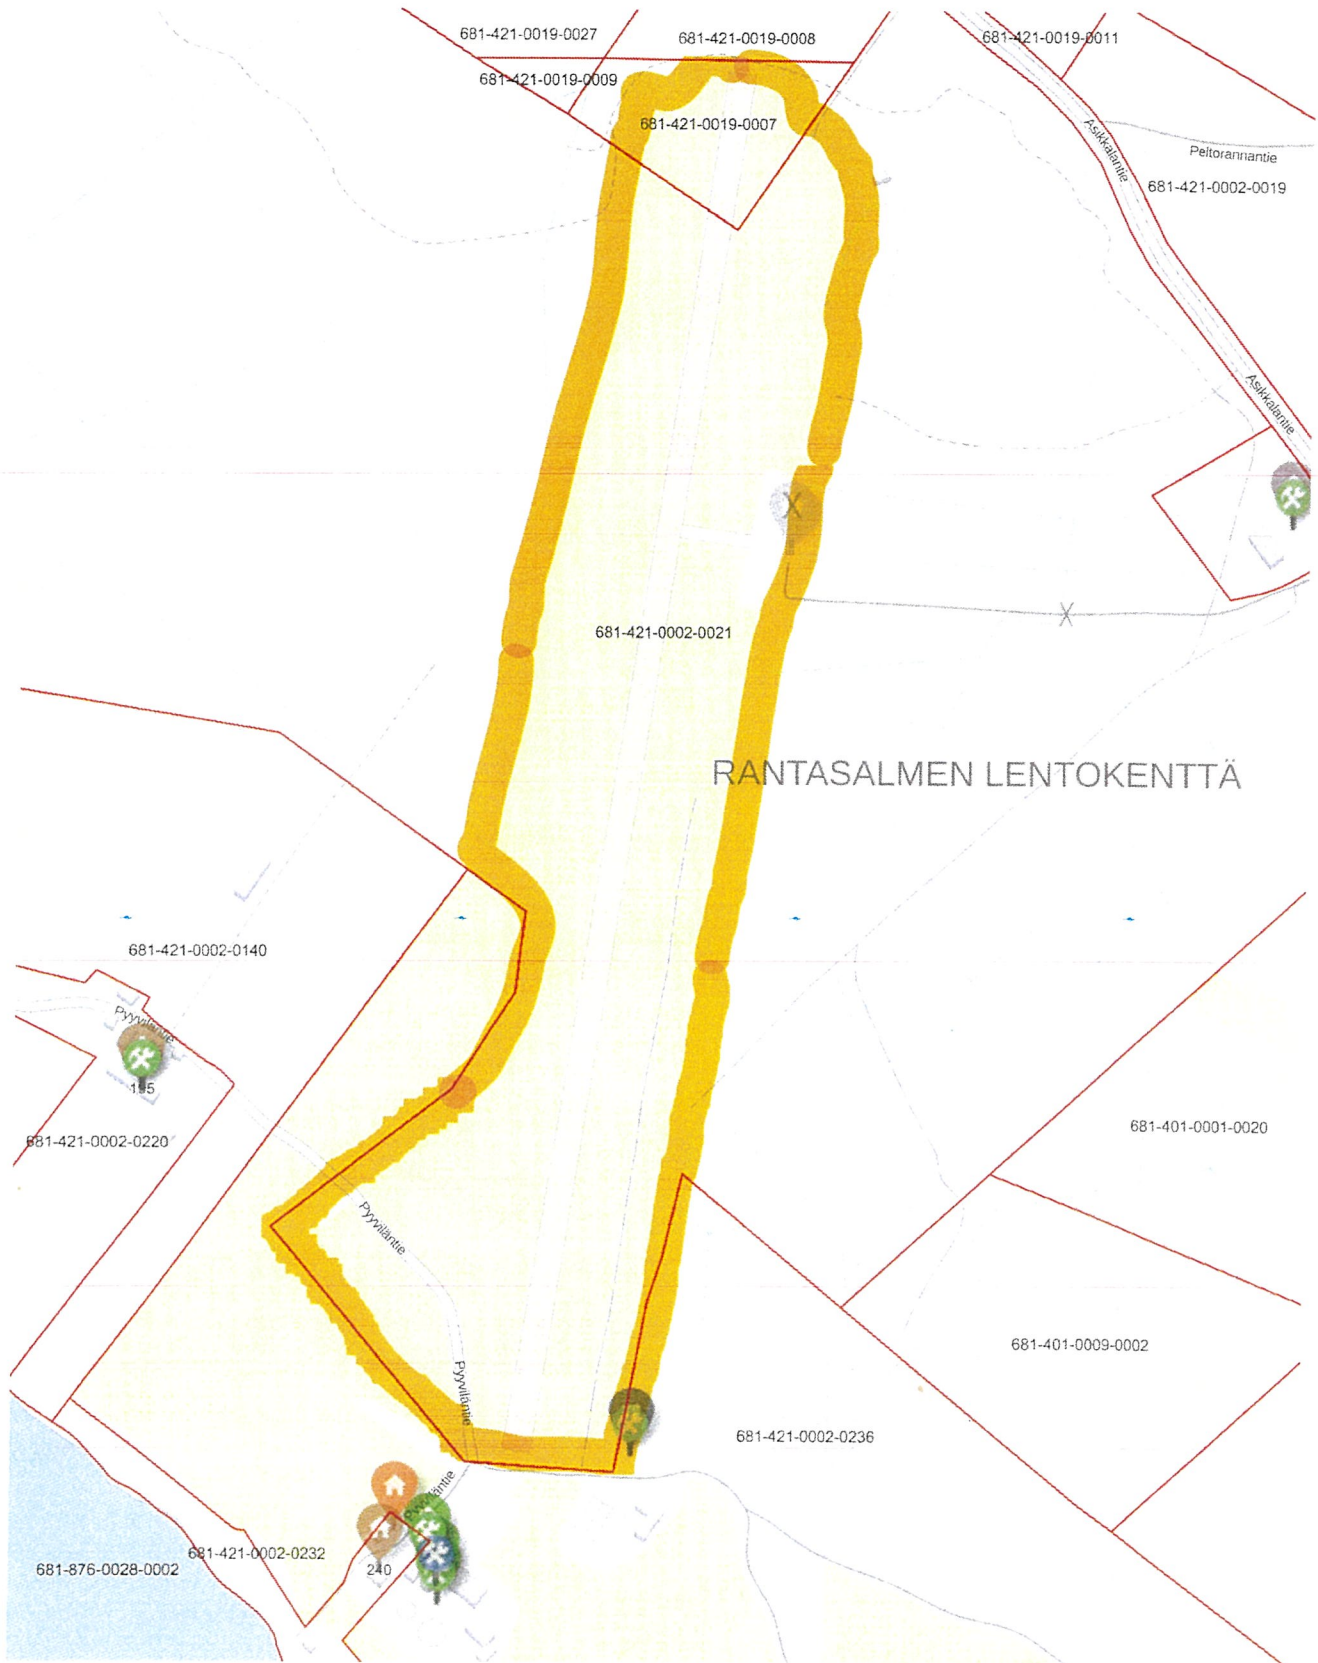 681-421-0019-0027
681-421-0019-0008
681-421-0019-0011
681-421-0019-0009
681-421-0019-0007
Asikkalantie
Peltorannantie
681-421-0002-0019
Asikkalantie
X
X
681-421-0002-0021
RANTASALMEN LENTOKENTTÄ
681-421-0002-0140
Pyyviläntie
195
681-421-0002-0220
681-401-0001-0020
Pyyviläntie
681-401-0009-0002
Pyyviläntie
681-421-0002-0236
Pyyviläntie
681-421-0002-0232
681-876-0028-0002
240